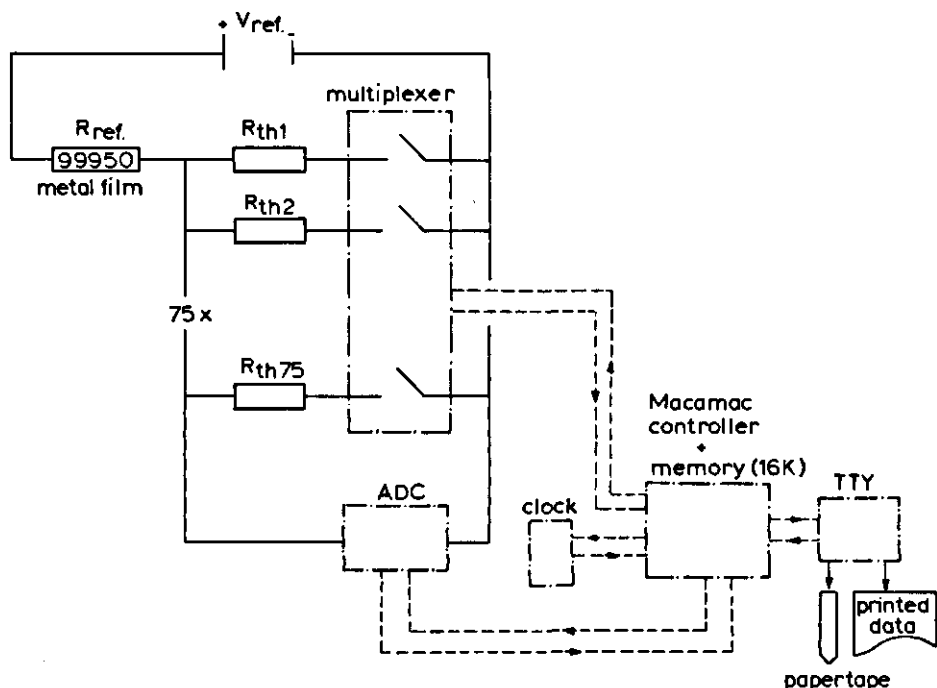 + Vref. -
multiplexer
Rref.
99950
metal film
Rth1
Rth2
75 x
Rth75
Macamac
controller
+
memory (16K)
ADC
clock
TTY
printed
data
papertape